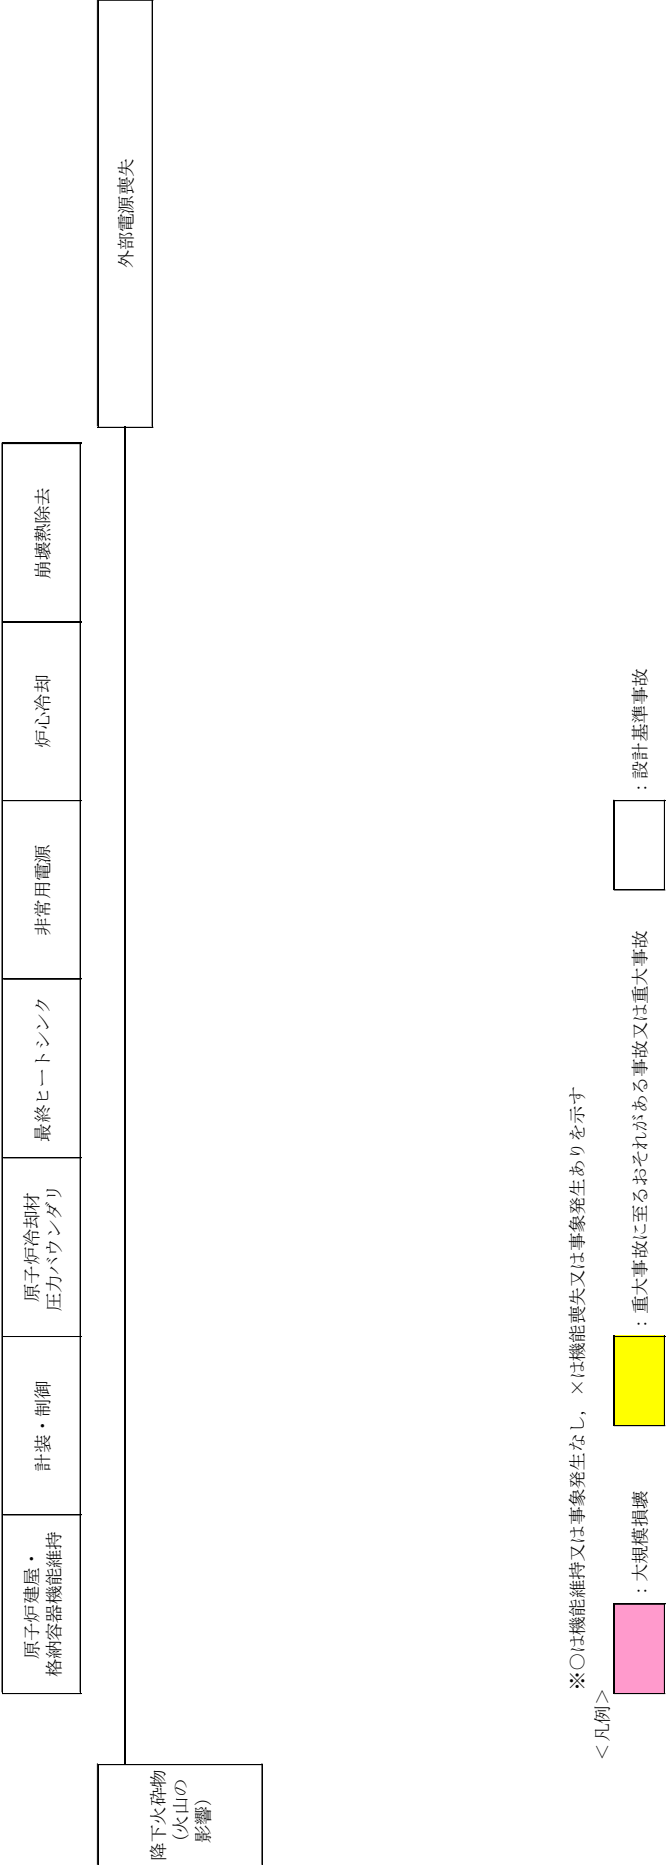 原子炉建屋・
格納容器機能維持
計装・制御
原子炉冷却材
圧力バウンダリ
最終ヒートシンク
非常用電源
炉心冷却
崩壊熱除去
降下火砕物
（火山の
影響）
外部電源喪失
※○は機能維持又は事象発生なし，×は機能喪失又は事象発生ありを示す
＜凡例＞
：大規模損壊
：重大事故に至るおそれがある事故又は重大事故
：設計基準事故